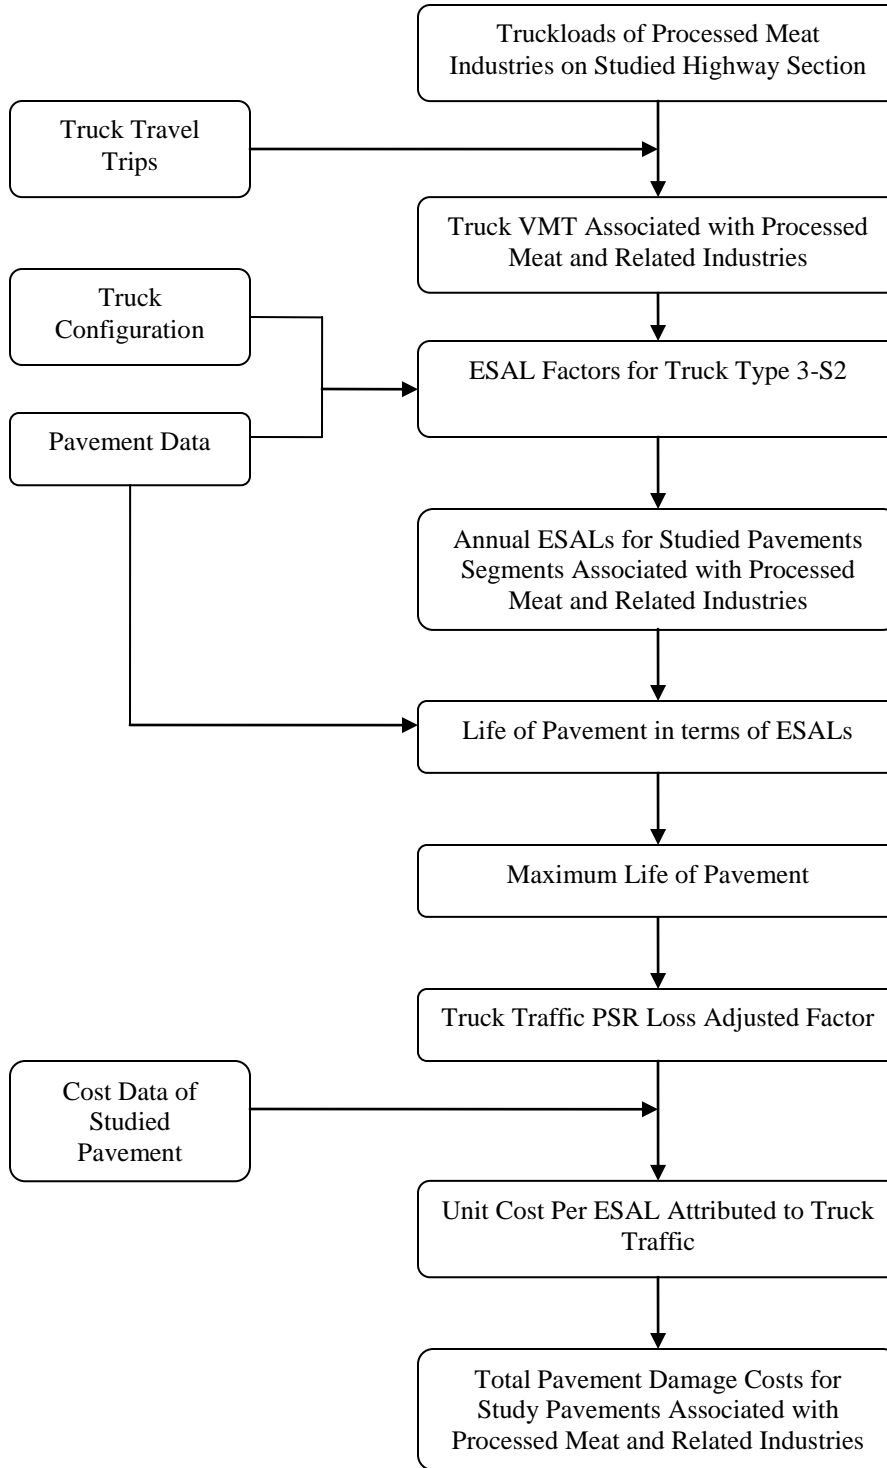 Truckloads of Processed Meat
Industries on Studied Highway Section
Truck Travel
Trips
Truck VMT Associated with Processed
Meat and Related Industries
Truck
Configuration
ESAL Factors for Truck Type 3-S2
Pavement Data
Annual ESALs for Studied Pavements
Segments Associated with Processed
Meat and Related Industries
Life of Pavement in terms of ESALs
Maximum Life of Pavement
Truck Traffic PSR Loss Adjusted Factor
Cost Data of
Studied
Pavement
Unit Cost Per ESAL Attributed to Truck
Traffic
Total Pavement Damage Costs for
Study Pavements Associated with
Processed Meat and Related Industries